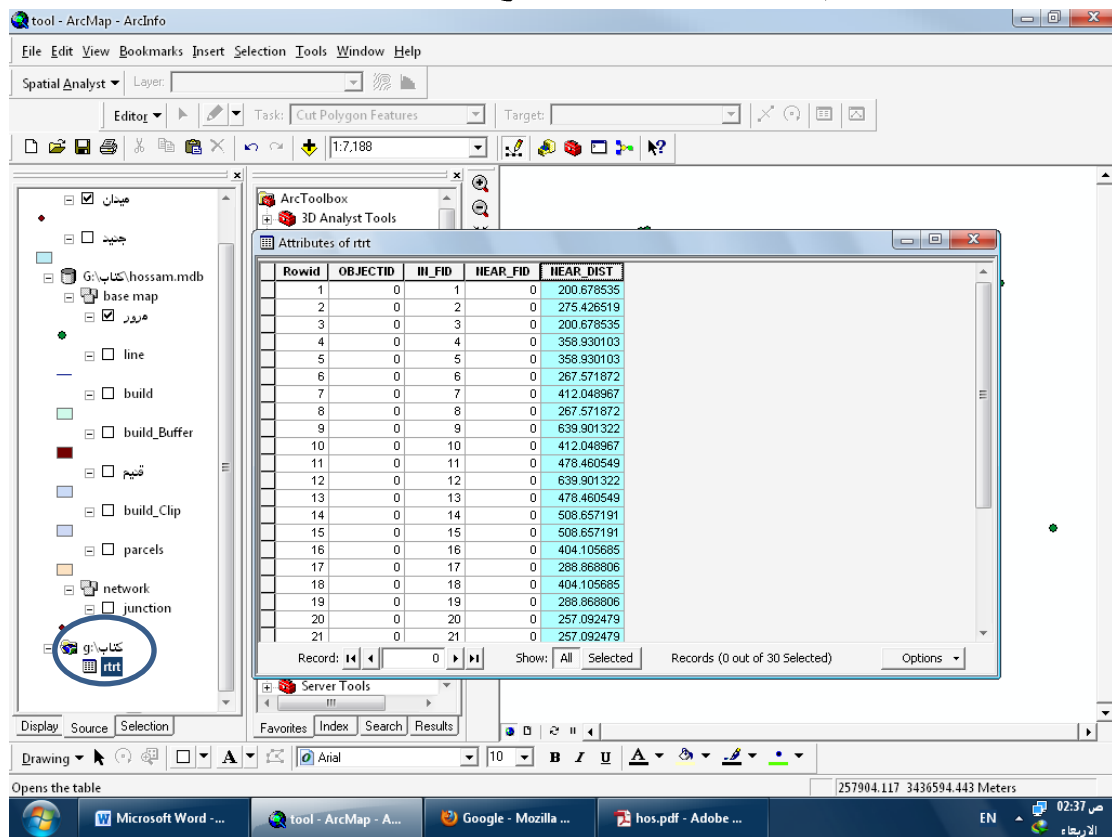 tool - ArcMap - ArcInfo
File Edit View Bookmarks Insert Selection Tools Window Help
Spatial Analyst Layer:
Editor Task: Cut Polygon Features Target:
1:7,188
ميدان
جديد
G:\كتاب\hossam.mdb
base map
مرور
line
build
build_Buffer
قديم
build_Clip
parcels
network
junction
g:\كتاب
rtrt
Display Source Selection
ArcToolbox
3D Analyst Tools
Attributes of rtrt
Rowid OBJECTID IN_FID NEAR_FID NEAR_DIST
1 0 1 0 200.678535
2 0 2 0 275.426519
3 0 3 0 200.678535
4 0 4 0 358.930103
5 0 5 0 358.930103
6 0 6 0 267.571872
7 0 7 0 412.048967
8 0 8 0 267.571872
9 0 9 0 639.901322
10 0 10 0 412.048967
11 0 11 0 478.460549
12 0 12 0 639.901322
13 0 13 0 478.460549
14 0 14 0 508.657191
15 0 15 0 508.657191
16 0 16 0 404.105685
17 0 17 0 288.868806
18 0 18 0 404.105685
19 0 19 0 288.868806
20 0 20 0 257.092479
21 0 21 0 257.092479
Record: 0 Show: All Selected Records (0 out of 30 Selected) Options
Server Tools
Favorites Index Search Results
Drawing A Arial 10 B I U A
Opens the table 257904.117 3436594.443 Meters
Microsoft Word -... tool - ArcMap - A... Google - Mozilla ... hos.pdf - Adobe ... EN 02:37 ص
الاربعاء